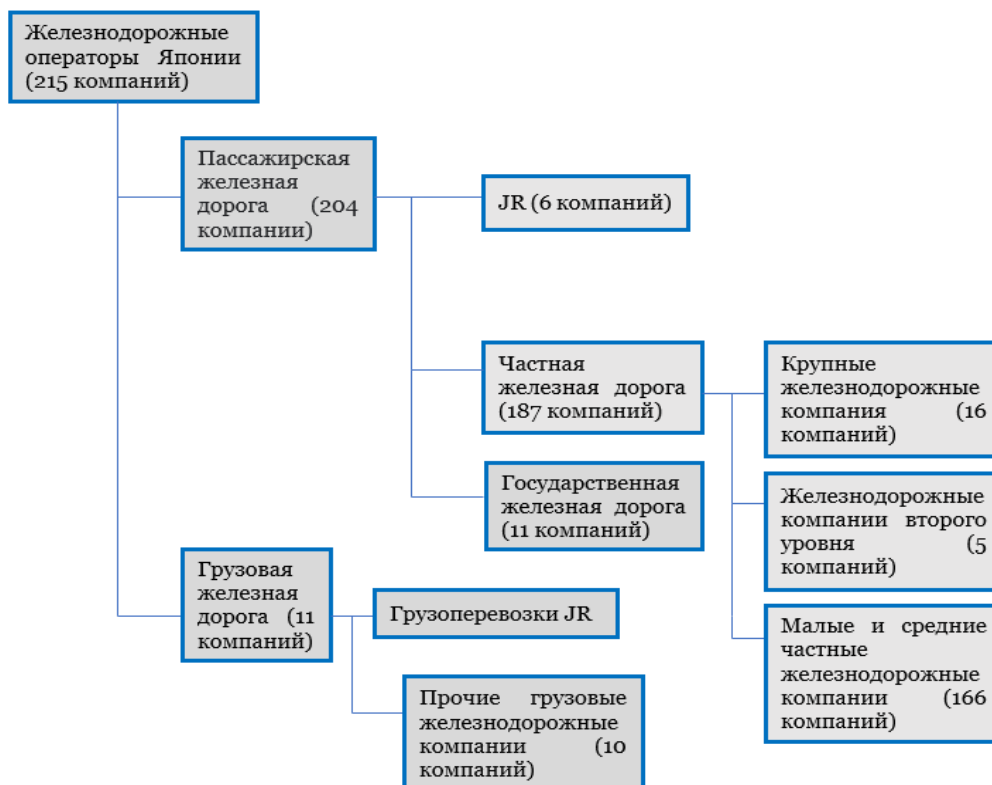 Железнодорожные
операторы Японии
(215 компаний)
Пассажирская
железная
дорога (204
компании)
JR (6 компаний)
Частная
железная дорога
(187 компаний)
Крупные
железнодорожные
компания (16
компаний)
Государственная
железная дорога
(11 компаний)
Железнодорожные
компании второго
уровня (5
компаний)
Грузовая
железная
дорога (11
компаний)
Грузоперевозки JR
Малые и средние
частные
железнодорожные
компании (166
компаний)
Прочие грузовые
железнодорожные
компании (10
компаний)